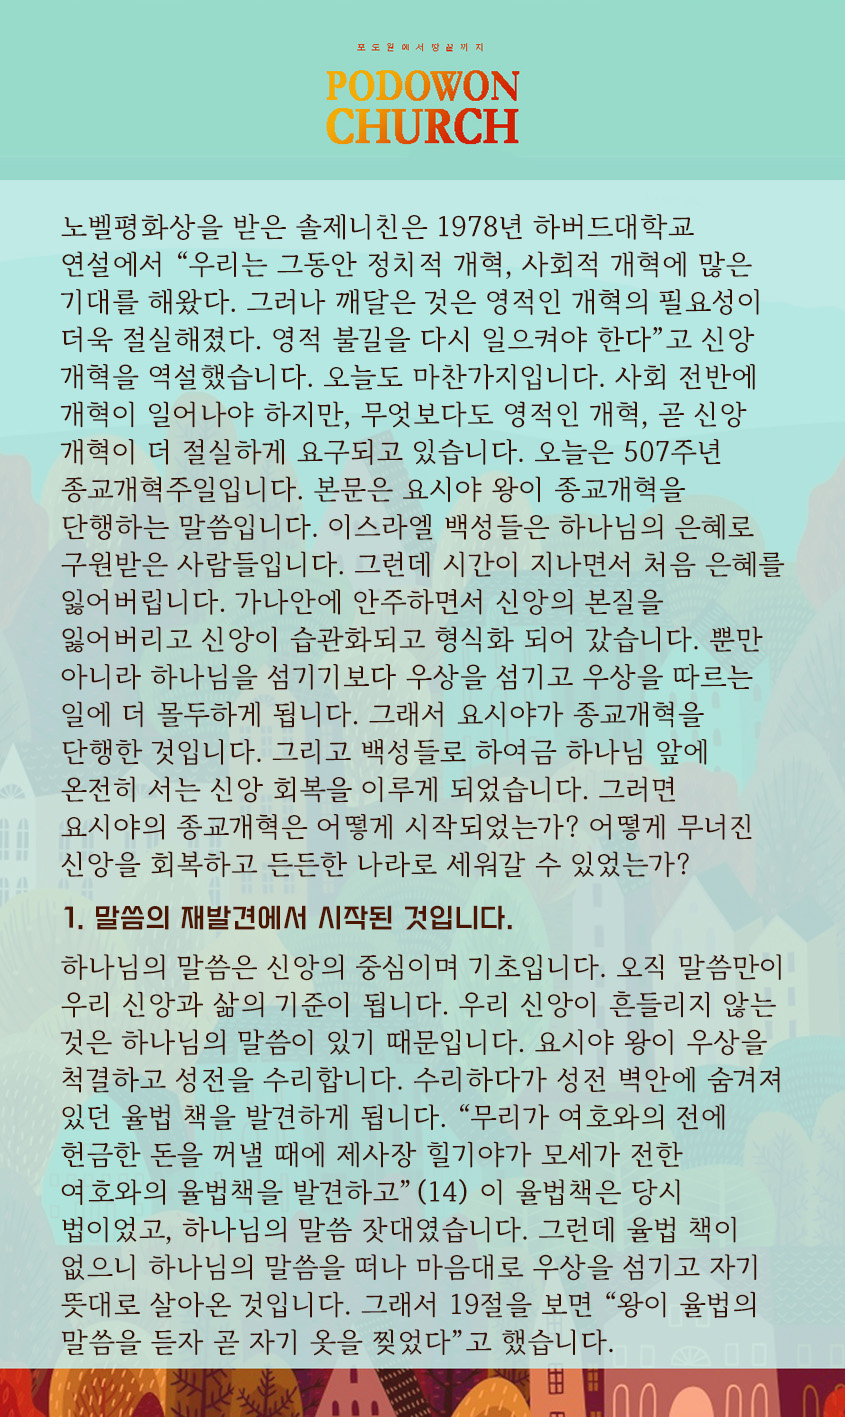 포도원에서땅끝까지
PODOWON
CHURCH
노벨평화상을 받은 솔제니친은 1978년 하버드대학교
연설에서 “우리는 그동안 정치적 개혁, 사회적 개혁에 많은
기대를 해왔다. 그러나 깨달은 것은 영적인 개혁의 필요성이
더욱 절실해졌다. 영적 불길을 다시 일으켜야 한다”고 신앙
개혁을 역설했습니다. 오늘도 마찬가지입니다. 사회 전반에
개혁이 일어나야 하지만, 무엇보다도 영적인 개혁, 곧 신앙
개혁이 더 절실하게 요구되고 있습니다. 오늘은 507주년
종교개혁주일입니다. 본문은 요시야 왕이 종교개혁을
단행하는 말씀입니다. 이스라엘 백성들은 하나님의 은혜로
구원받은 사람들입니다. 그런데 시간이 지나면서 처음 은혜를
잃어버립니다. 가나안에 안주하면서 신앙의 본질을
잃어버리고 신앙이 습관화되고 형식화 되어 갔습니다. 뿐만
아니라 하나님을 섬기기보다 우상을 섬기고 우상을 따르는
일에 더 몰두하게 됩니다. 그래서 요시야가 종교개혁을
단행한 것입니다. 그리고 백성들로 하여금 하나님 앞에
온전히 서는 신앙 회복을 이루게 되었습니다. 그러면
요시야의 종교개혁은 어떻게 시작되었는가? 어떻게 무너진
신앙을 회복하고 든든한 나라로 세워갈 수 있었는가?
1. 말씀의 재발견에서 시작된 것입니다.
하나님의 말씀은 신앙의 중심이며 기초입니다. 오직 말씀만이
우리 신앙과 삶의 기준이 됩니다. 우리 신앙이 흔들리지 않는
것은 하나님의 말씀이 있기 때문입니다. 요시야 왕이 우상을
척결하고 성전을 수리합니다. 수리하다가 성전 벽안에 숨겨져
있던 율법 책을 발견하게 됩니다. “무리가 여호와의 전에
헌금한 돈을 꺼낼 때에 제사장 힐기야가 모세가 전한
여호와의 율법책을 발견하고”(14) 이 율법책은 당시
법이었고, 하나님의 말씀 잣대였습니다. 그런데 율법 책이
없으니 하나님의 말씀을 떠나 마음대로 우상을 섬기고 자기
뜻대로 살아온 것입니다. 그래서 19절을 보면 “왕이 율법의
말씀을 듣자 곧 자기 옷을 찢었다”고 했습니다.